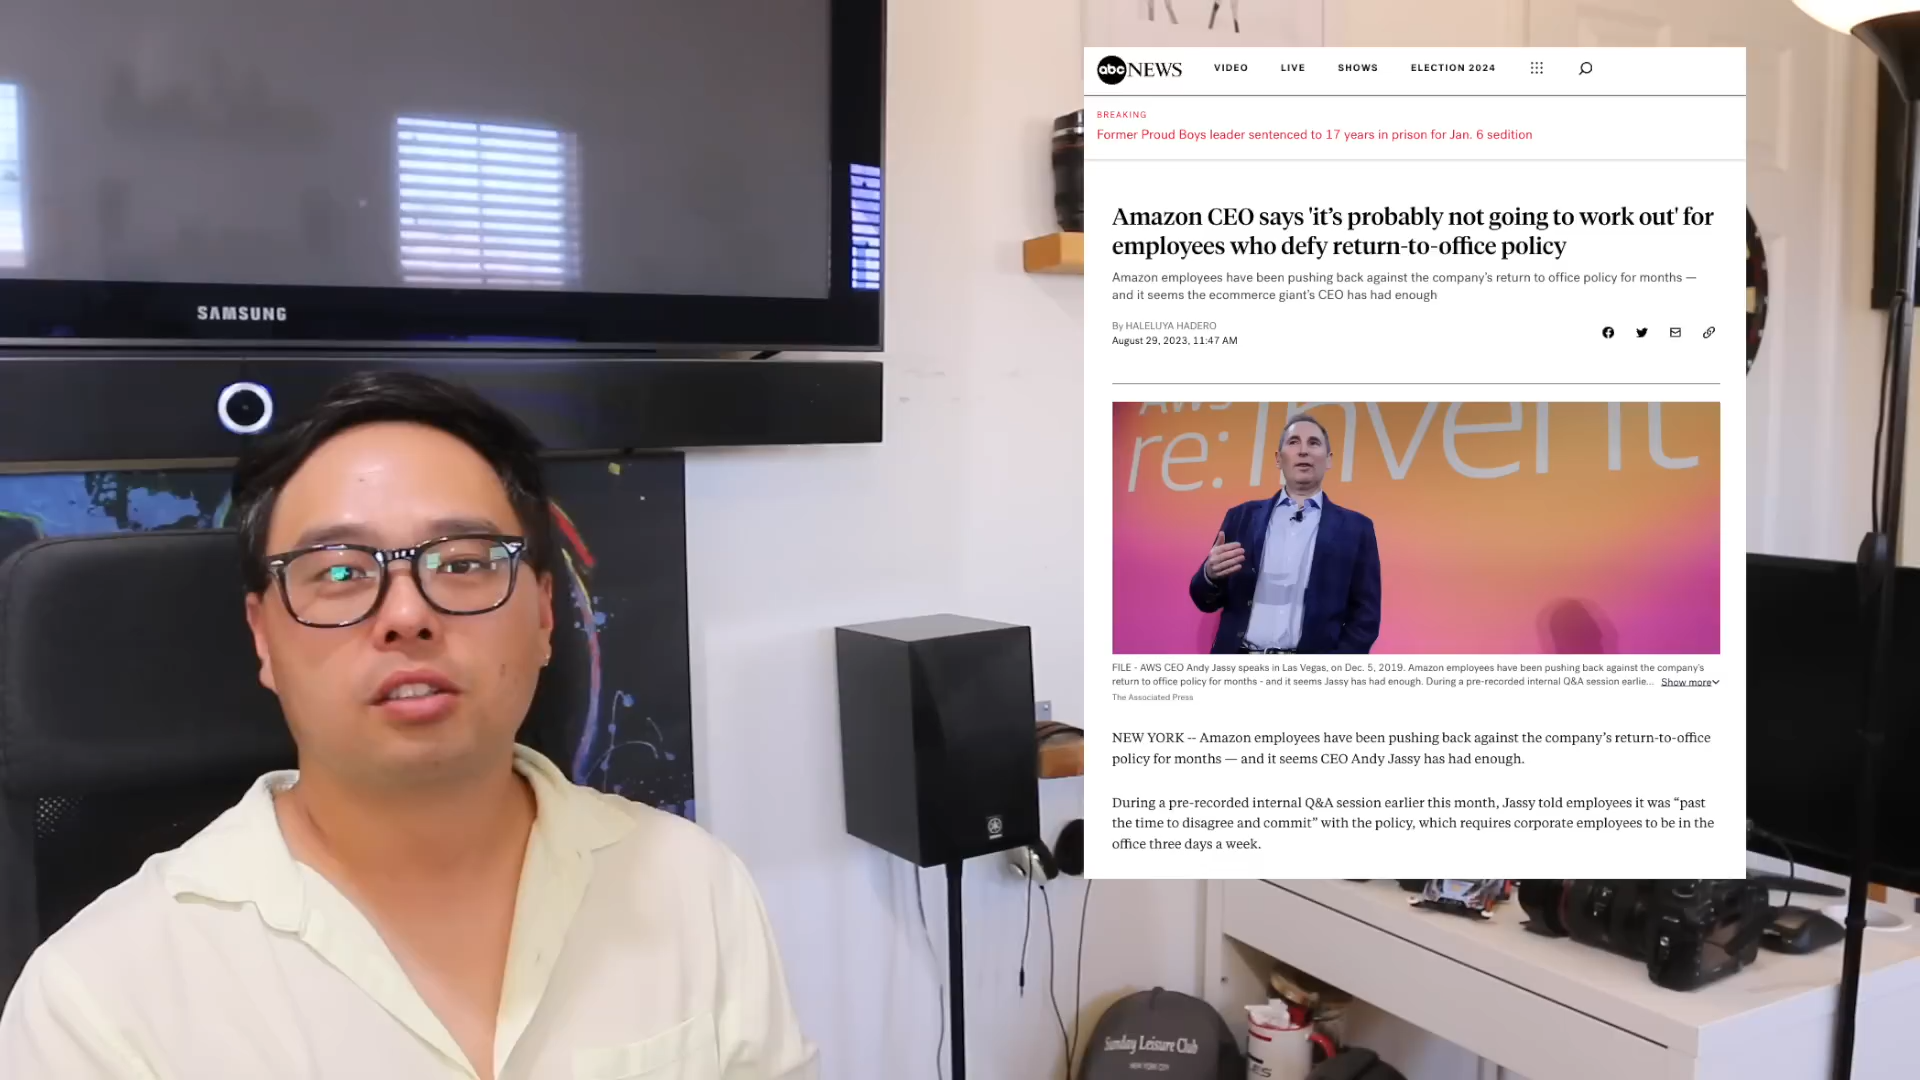 SAMSUNG
abc NEWS
VIDEO
LIVE
SHOWS
ELECTION 2024
BREAKING
Former Proud Boys leader sentenced to 17 years in prison for Jan. 6 sedition
Amazon CEO says 'it’s probably not going to work out' for
employees who defy return-to-office policy
Amazon employees have been pushing back against the company’s return to office policy for months —
and it seems the ecommerce giant’s CEO has had enough
By HALELUYA HADERO
August 29, 2023, 11:47 AM
AWS
re:Invent
FILE - AWS CEO Andy Jassy speaks in Las Vegas, on Dec. 5, 2019. Amazon employees have been pushing back against the company's
return to office policy for months - and it seems Jassy has had enough. During a pre-recorded internal Q&A session earlie... Show more
The Associated Press
NEW YORK -- Amazon employees have been pushing back against the company’s return-to-office
policy for months — and it seems CEO Andy Jassy has had enough.
During a pre-recorded internal Q&A session earlier this month, Jassy told employees it was “past
the time to disagree and commit” with the policy, which requires corporate employees to be in the
office three days a week.
Sunday Leisure Club
NEW YORK CITY